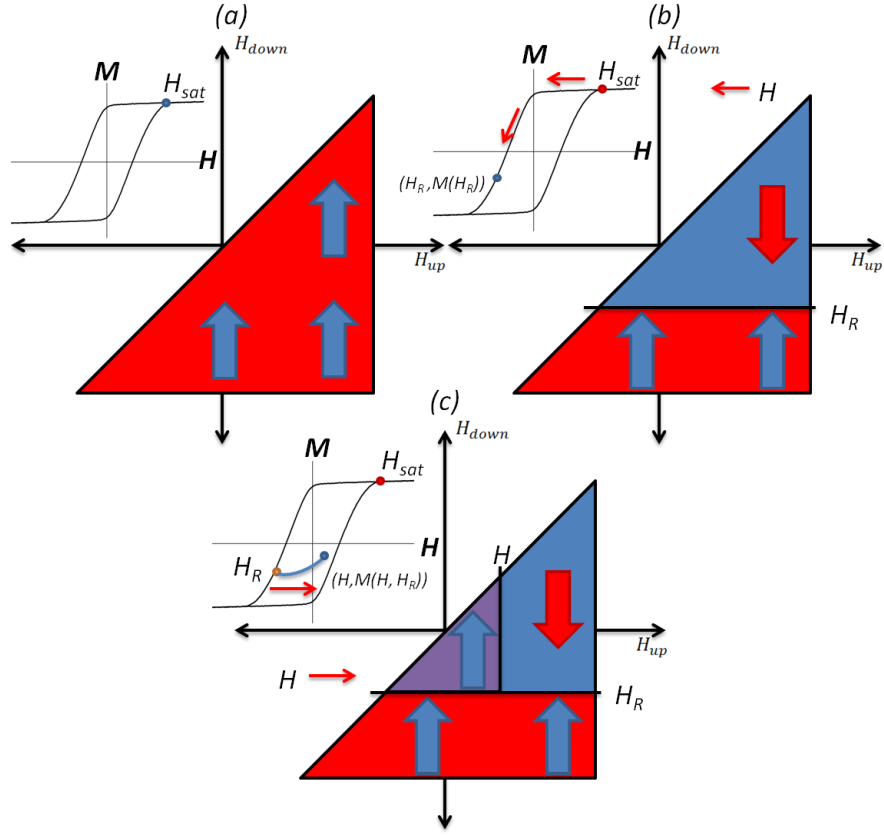 (a)
H_down
M
H_sat
H
H_up
(b)
H_down
M
H_sat
H
H
(H_R,M(H_R))
H_up
H_R
(c)
H_down
M
H_sat
H
H
H_R
(H,M(H, H_R))
H_up
H
H_R